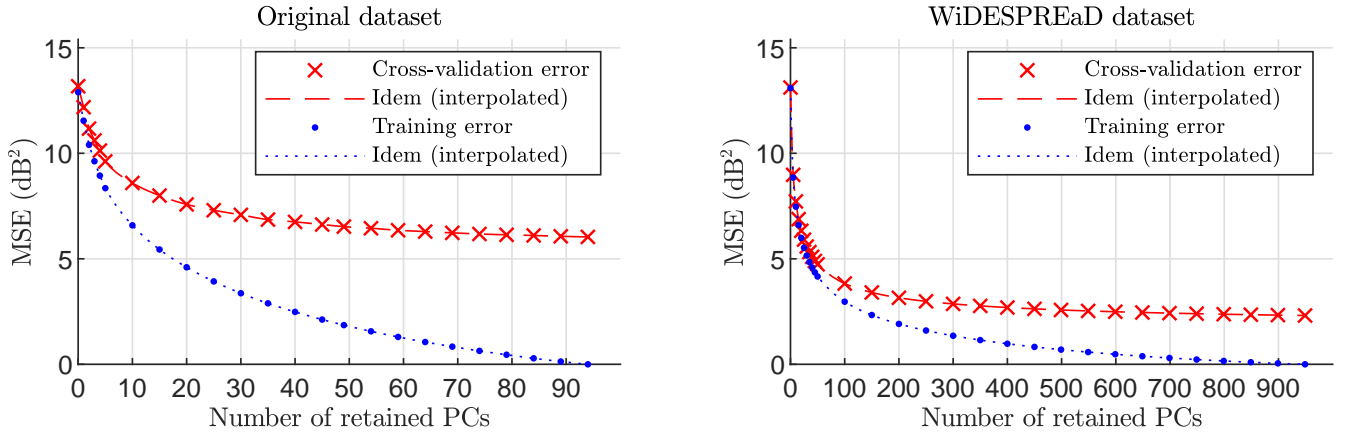 Original dataset
15
10
5
0
MSE (dB²)
0 10 20 30 40 50 60 70 80 90
Number of retained PCs
Cross-validation error
Idem (interpolated)
Training error
Idem (interpolated)
WiDESPREaD dataset
15
10
5
0
MSE (dB²)
0 100 200 300 400 500 600 700 800 900
Number of retained PCs
Cross-validation error
Idem (interpolated)
Training error
Idem (interpolated)